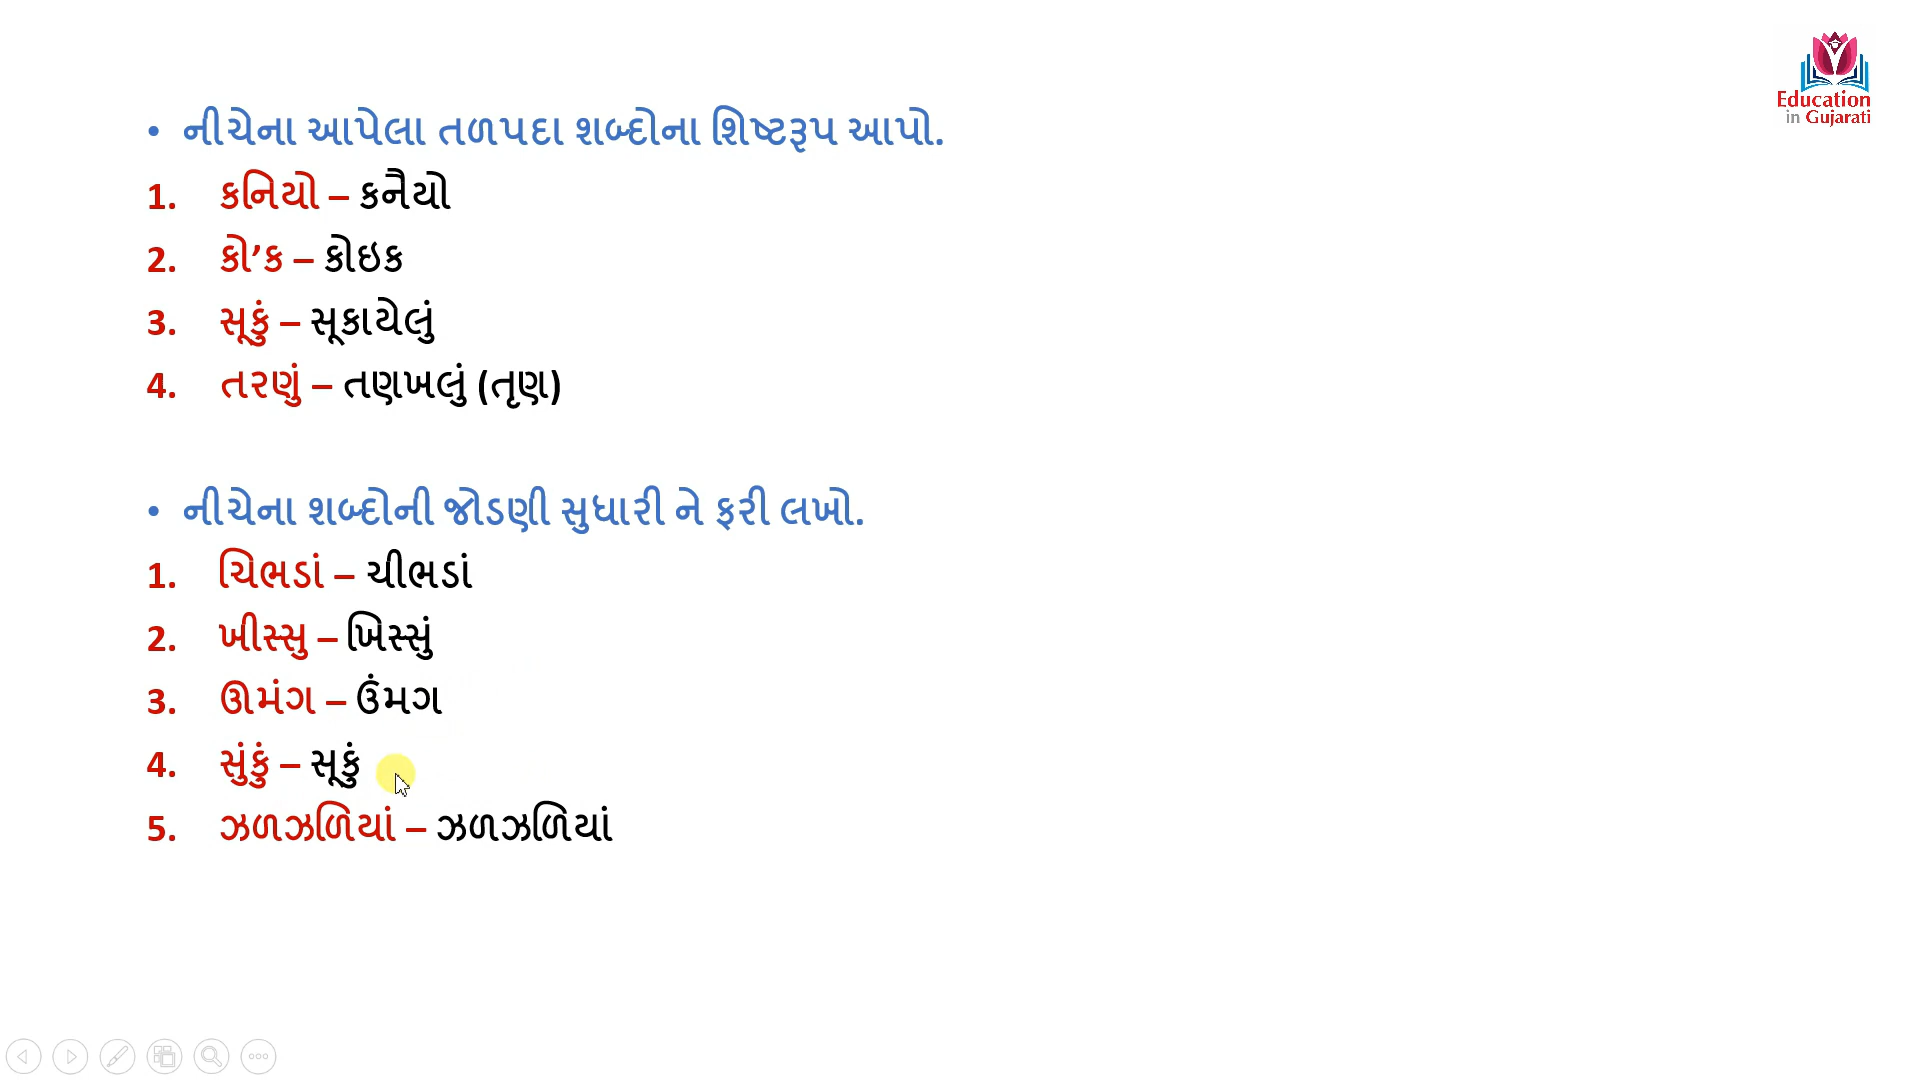 Education
in Gujarati
• નીચેના આપેલા તળપદા શબ્દોના શિષ્ટરૂપ આપો.
1. કનિયો – કનૈયો
2. કો’ક – કોઇક
3. સૂકું – સૂકાયેલું
4. તરણું – તણખલું (તૃણ)
• નીચેના શબ્દોની જોડણી સુધારી ને ફરી લખો.
1. ચિભડાં – ચીભડાં
2. ખીસ્સુ – ખિસ્સું
3. ઊમંગ – ઉંમગ
4. સુંકું – સૂકું
5. ઝળઝળિયાં – ઝળઝળિયાં